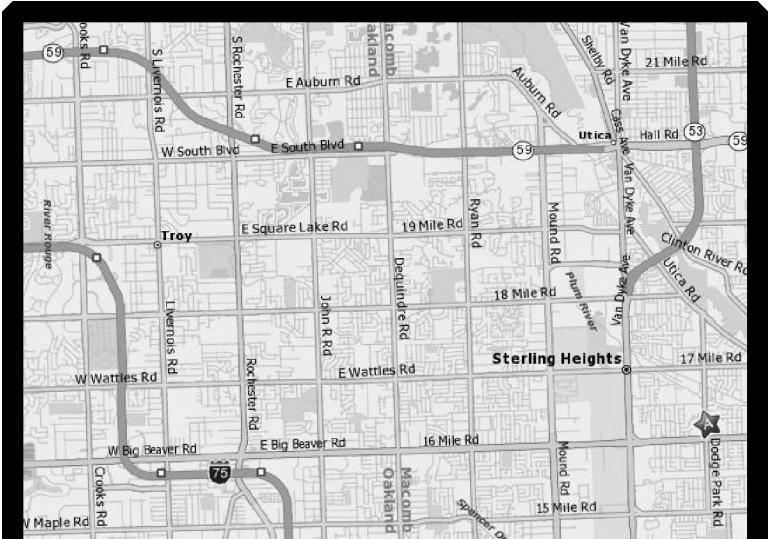 59
ooks Rd
S Livernois Rd
S Rochester Rd
E Auburn Rd
acomb
akland
Auburn Rd
Shelby Rd
Van Dyke Ave
21 Mile Rd
W South Blvd
E South Blvd
59
Utica
Cass Ave
Hall Rd
53
59
River Rouge
Troy
E Square Lake Rd
19 Mile Rd
Ryan Rd
Mound Rd
Van Dyke Ave
Clinton River Rd
Utica Rd
Livernois Rd
John R Rd
Dequindre Rd
18 Mile Rd
Plum River
Van Dyke Ave
W Wattles Rd
Rochester Rd
E Wattles Rd
Sterling Heights
17 Mile Rd
A
W Big Beaver Rd
E Big Beaver Rd
16 Mile Rd
Mound Rd
Dodge Park Rd
75
Crooks Rd
Macomb
Oakland
W Maple Rd
15 Mile Rd